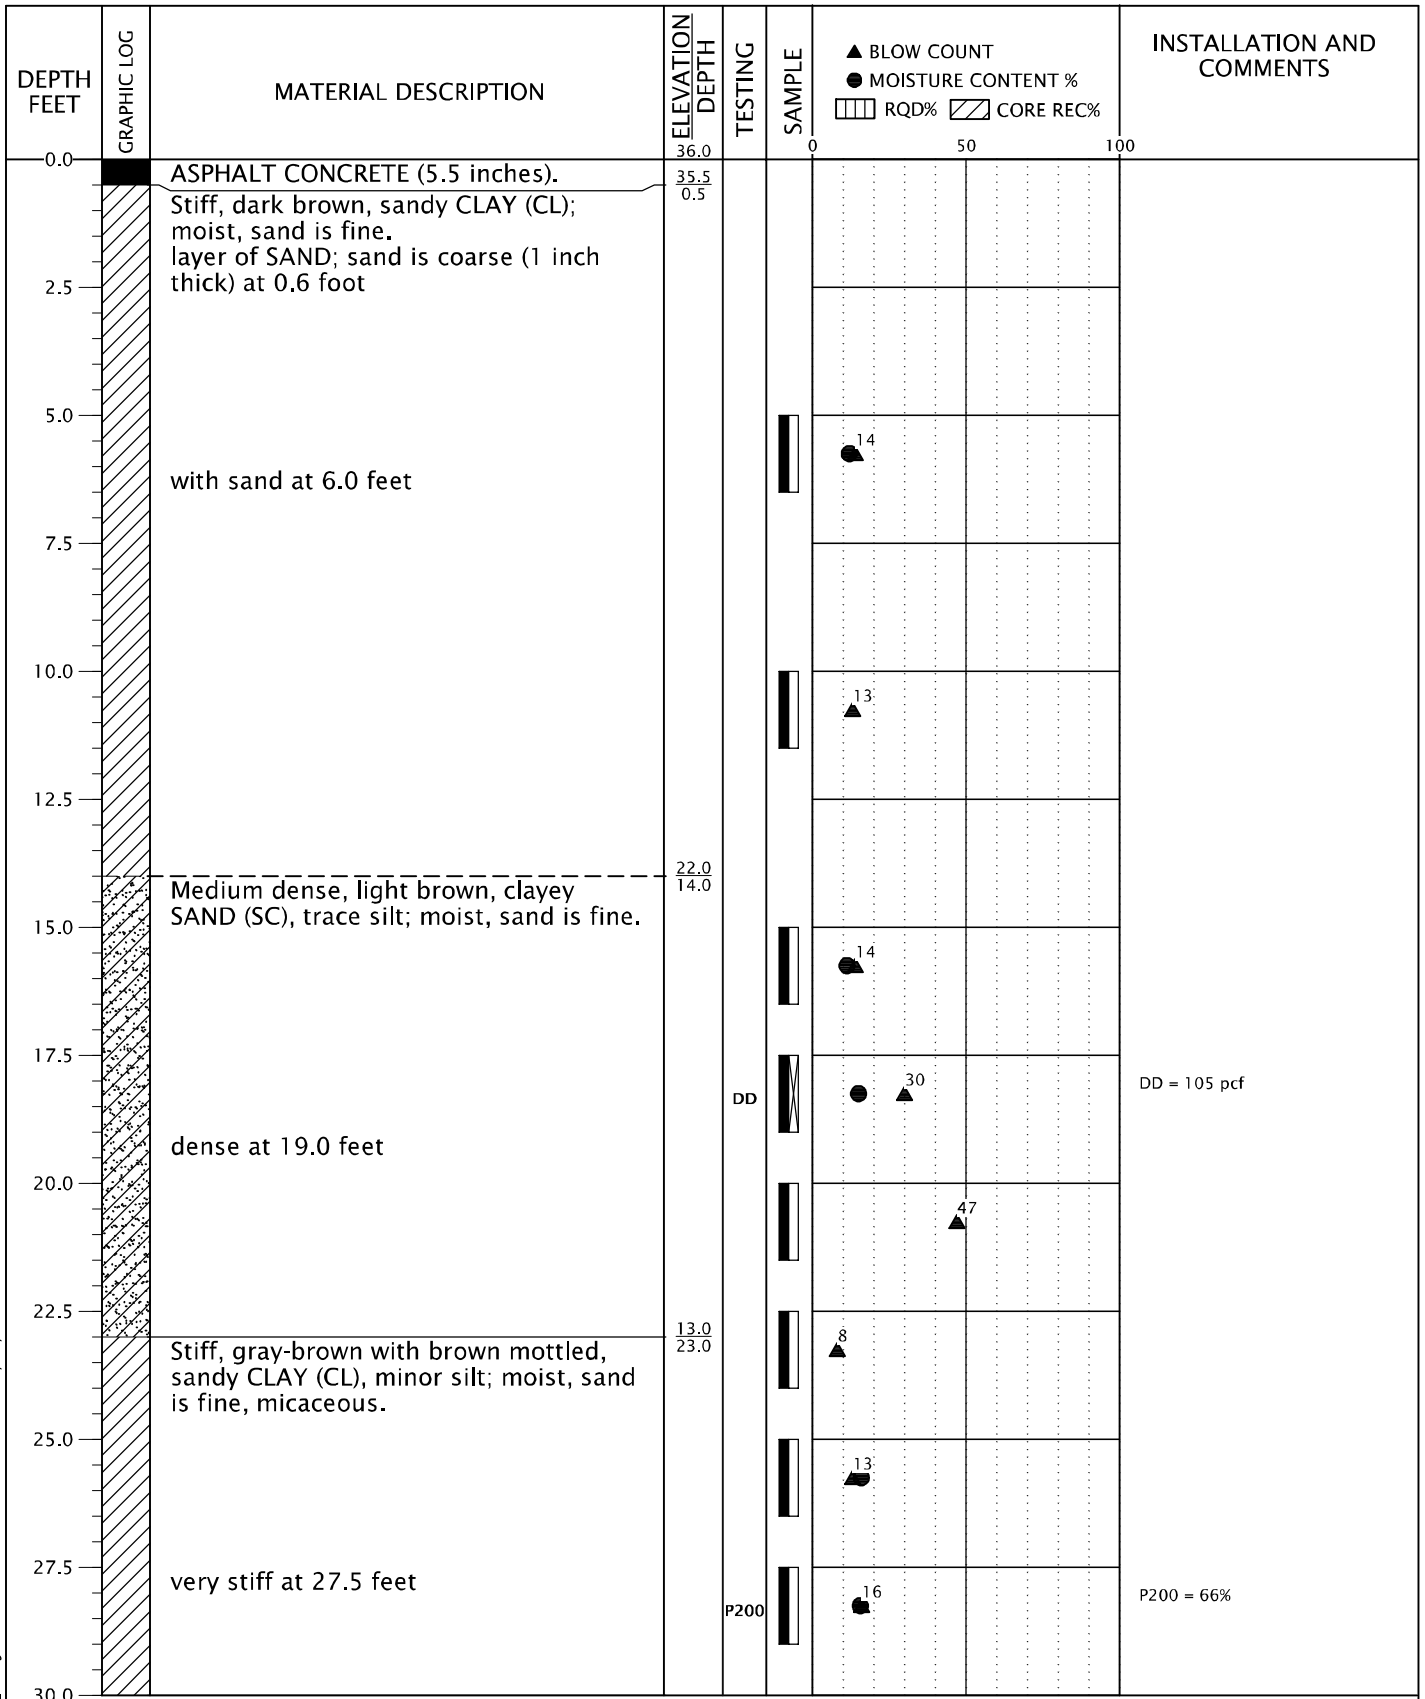 DEPTH
FEET
GRAPHIC LOG
MATERIAL DESCRIPTION
ELEVATION
DEPTH
TESTING
SAMPLE
▲ BLOW COUNT
● MOISTURE CONTENT %
RQD% CORE REC%
INSTALLATION AND
COMMENTS
0 50 100
36.0
0.0
ASPHALT CONCRETE (5.5 inches).
35.5
0.5
Stiff, dark brown, sandy CLAY (CL);
moist, sand is fine.
layer of SAND; sand is coarse (1 inch
thick) at 0.6 foot
2.5
5.0
14
with sand at 6.0 feet
7.5
10.0
13
12.5
22.0
14.0
Medium dense, light brown, clayey
SAND (SC), trace silt; moist, sand is fine.
15.0
14
17.5
30
DD
DD = 105 pcf
dense at 19.0 feet
20.0
47
22.5
8
13.0
23.0
Stiff, gray-brown with brown mottled,
sandy CLAY (CL), minor silt; moist, sand
is fine, micaceous.
25.0
13
27.5
very stiff at 27.5 feet
16
P200
P200 = 66%
30.0